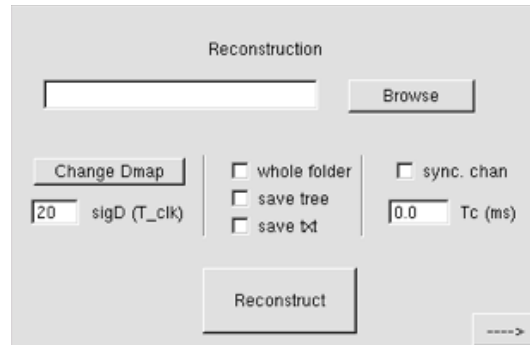 Reconstruction
Browse
Change Dmap
whole folder
sync. chan
save tree
20 sigD (T_clk)
0.0 Tc (ms)
save txt
Reconstruct
---->